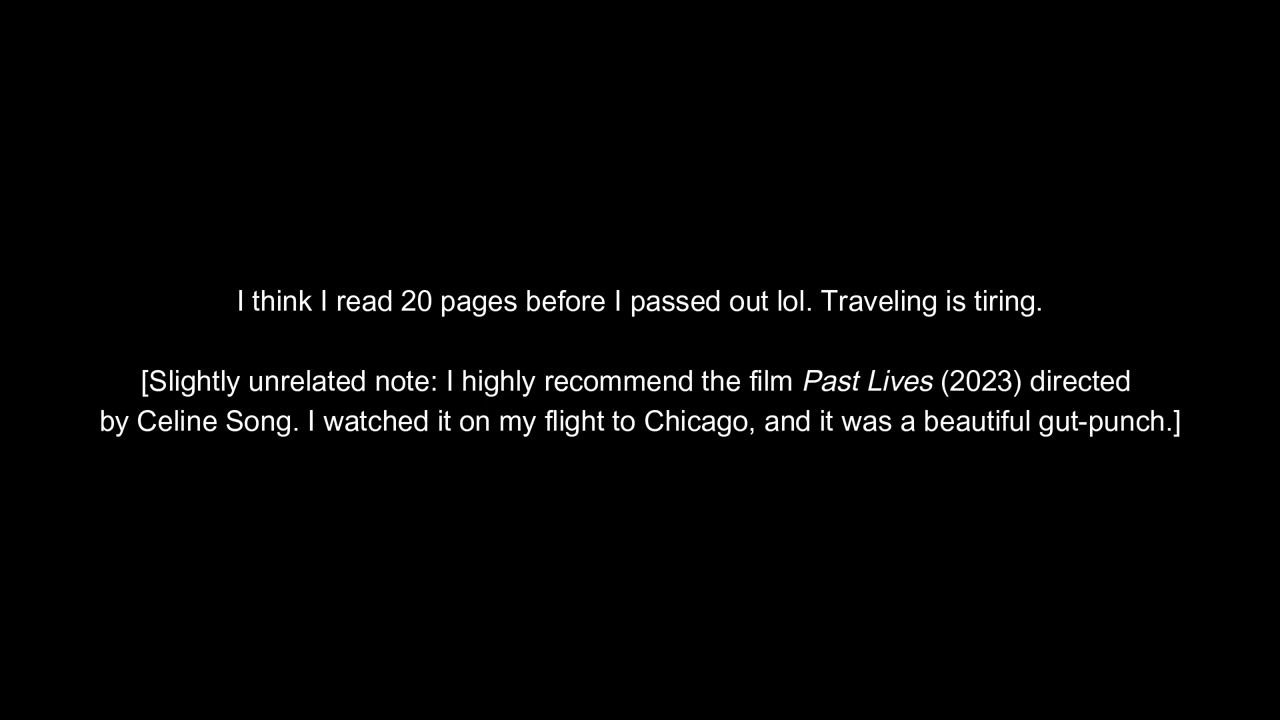 I think I read 20 pages before I passed out lol. Traveling is tiring.
[Slightly unrelated note: I highly recommend the film Past Lives (2023) directed
by Celine Song. I watched it on my flight to Chicago, and it was a beautiful gut-punch.]